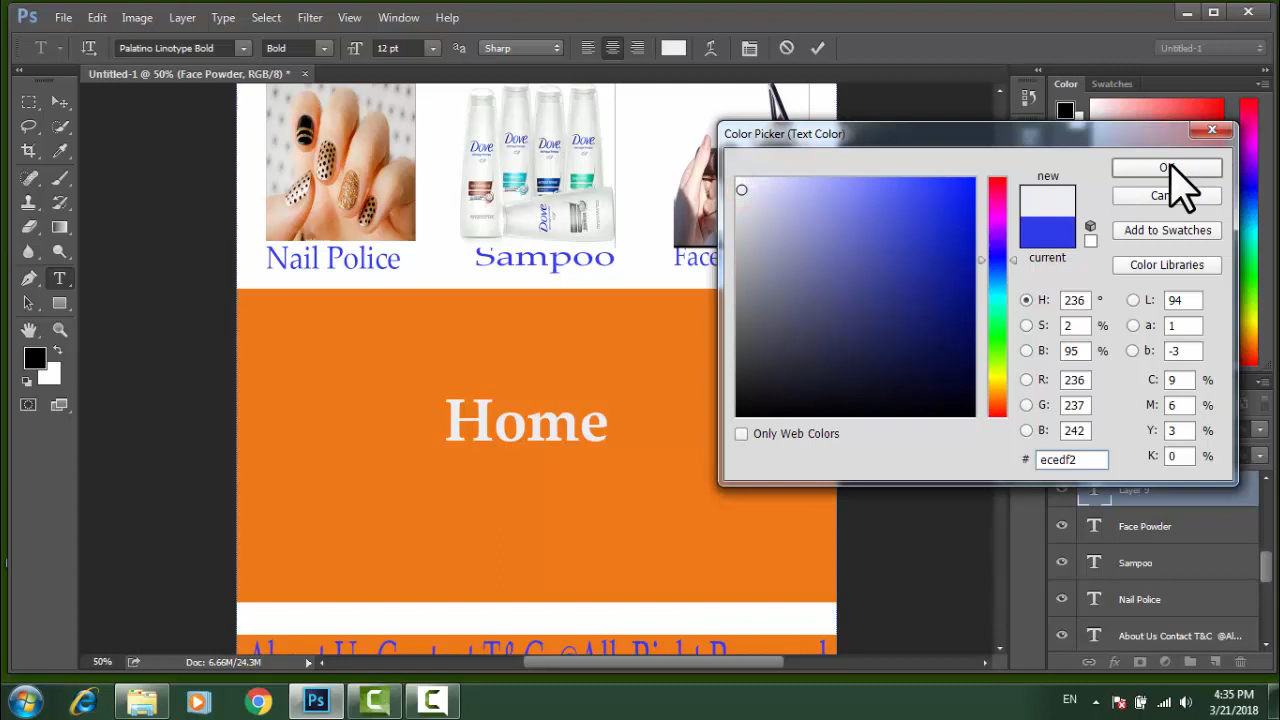 Ps File Edit Image Layer Type Select Filter View Window Help
T Palatino Linotype Bold Bold 12 pt Sharp Untitled-1
Untitled-1 @ 50% (Face Powder, RGB/8) * × Color Swatches
Color Picker (Text Color)
new
Add to Swatches
current
Color Libraries
H: 236 ° L: 94
S: 2 % a: 1
B: 95 % b: -3
R: 236 C: 9 %
G: 237 M: 6 %
B: 242 Y: 3 %
# ecedf2 K: 0 %
Only Web Colors
Dove Dove Dove Dove
Nail Police Sampoo Face
Home
Layer 9
Face Powder
Sampoo
Nail Police
About Us Contact T&C @Al...
50% Doc: 6.66M/24.3M
EN 4:35 PM
3/21/2018